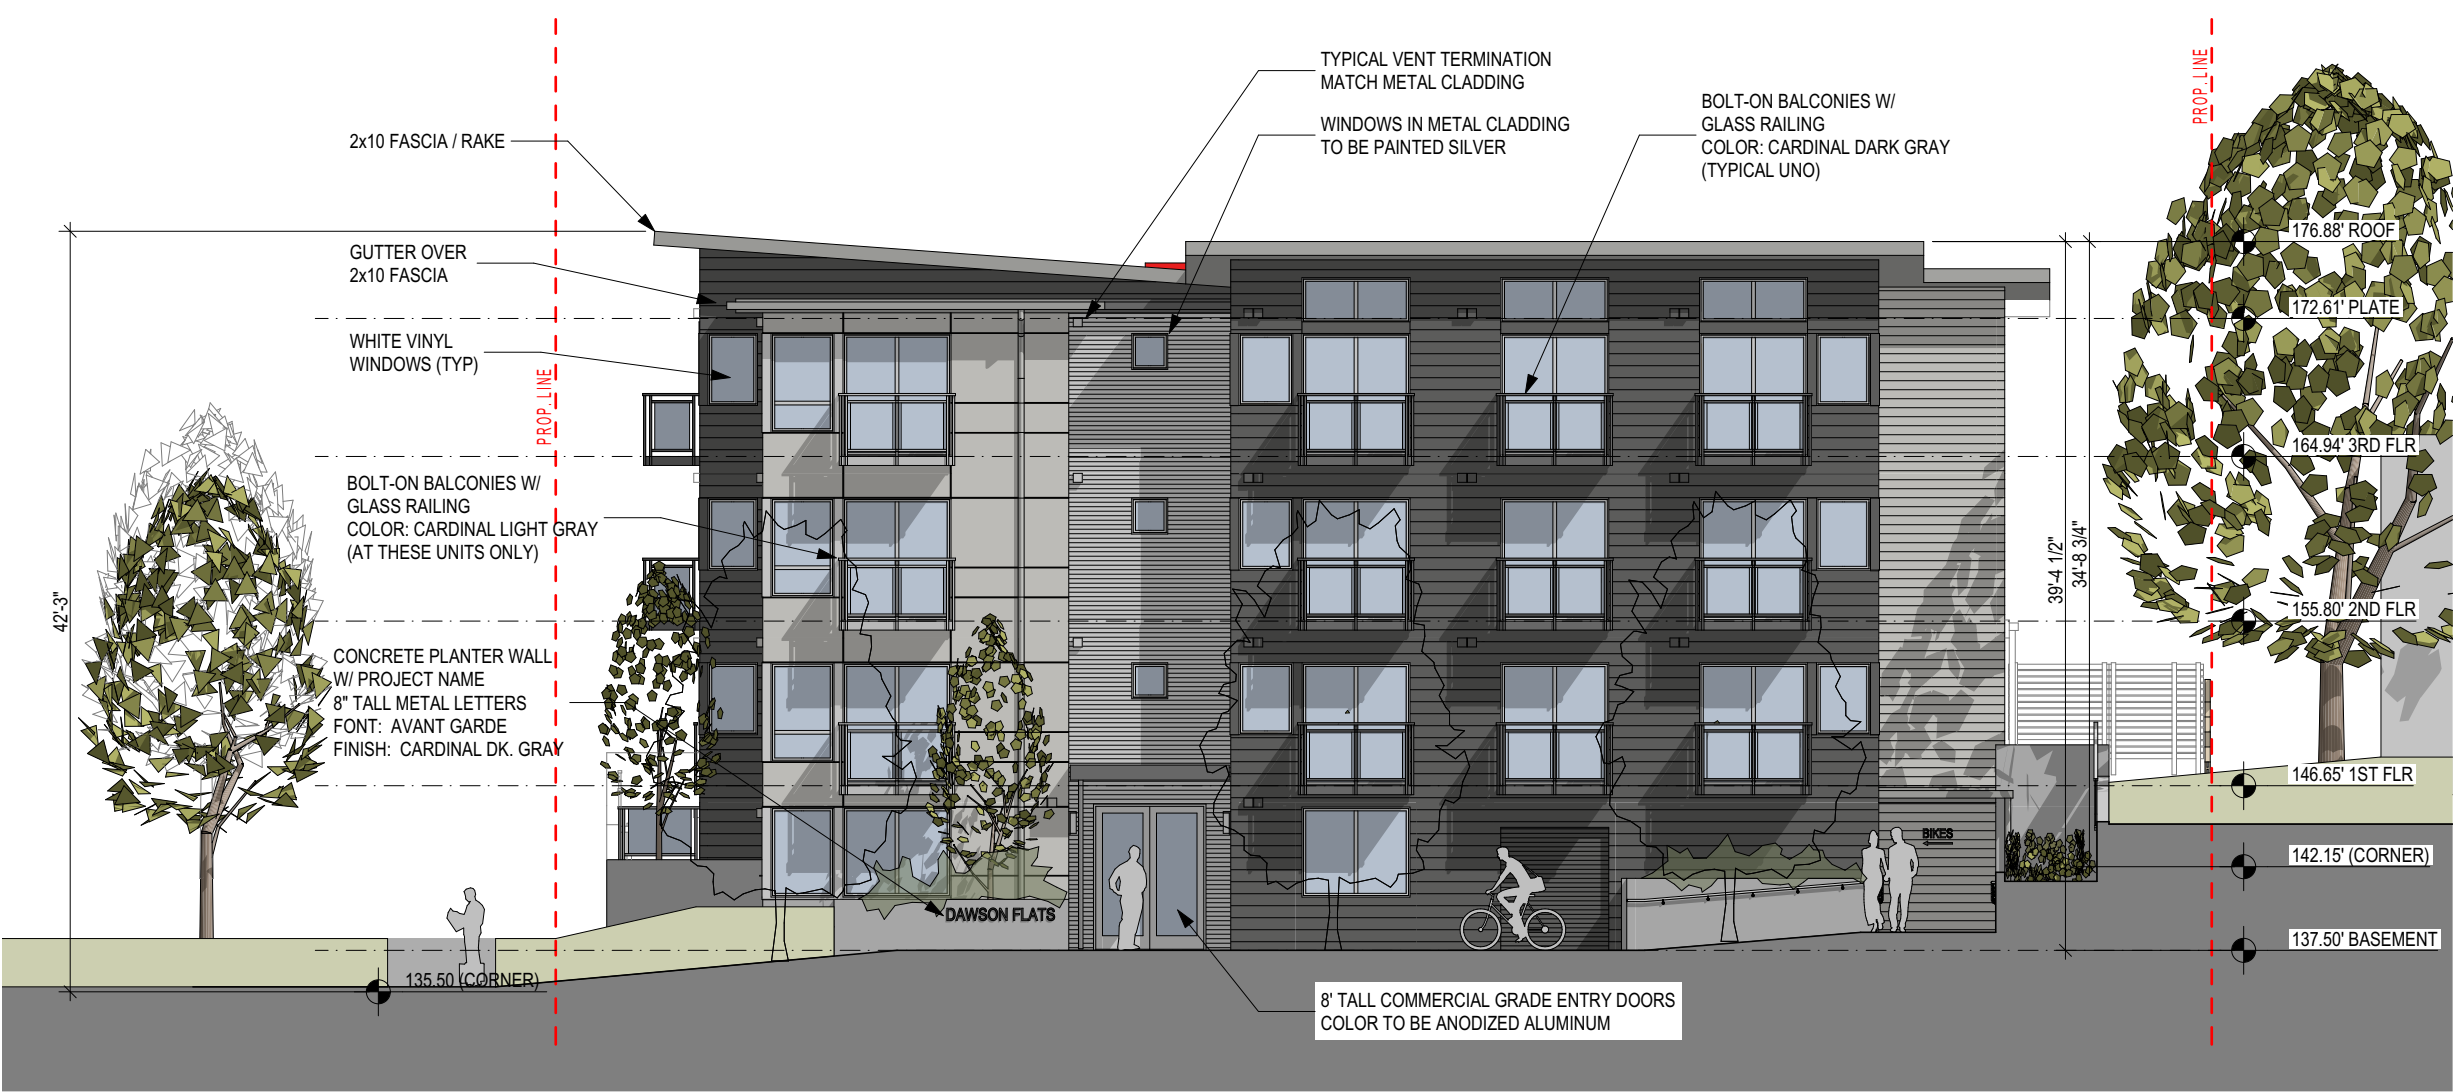 TYPICAL VENT TERMINATION
MATCH METAL CLADDING
WINDOWS IN METAL CLADDING
TO BE PAINTED SILVER
BOLT-ON BALCONIES W/
GLASS RAILING
COLOR: CARDINAL DARK GRAY
(TYPICAL UNO)
PROP. LINE
2x10 FASCIA / RAKE
GUTTER OVER
2x10 FASCIA
WHITE VINYL
WINDOWS (TYP)
PROP. LINE
BOLT-ON BALCONIES W/
GLASS RAILING
COLOR: CARDINAL LIGHT GRAY
(AT THESE UNITS ONLY)
42'-3"
CONCRETE PLANTER WALL
W/ PROJECT NAME
8" TALL METAL LETTERS
FONT: AVANT GARDE
FINISH: CARDINAL DK. GRAY
176.88' ROOF
172.61' PLATE
164.94' 3RD FLR
39'-4 1/2"
34'-8 3/4"
155.80' 2ND FLR
146.65' 1ST FLR
BIKES
142.15' (CORNER)
DAWSON FLATS
137.50' BASEMENT
135.50 (CORNER)
8' TALL COMMERCIAL GRADE ENTRY DOORS
COLOR TO BE ANODIZED ALUMINUM